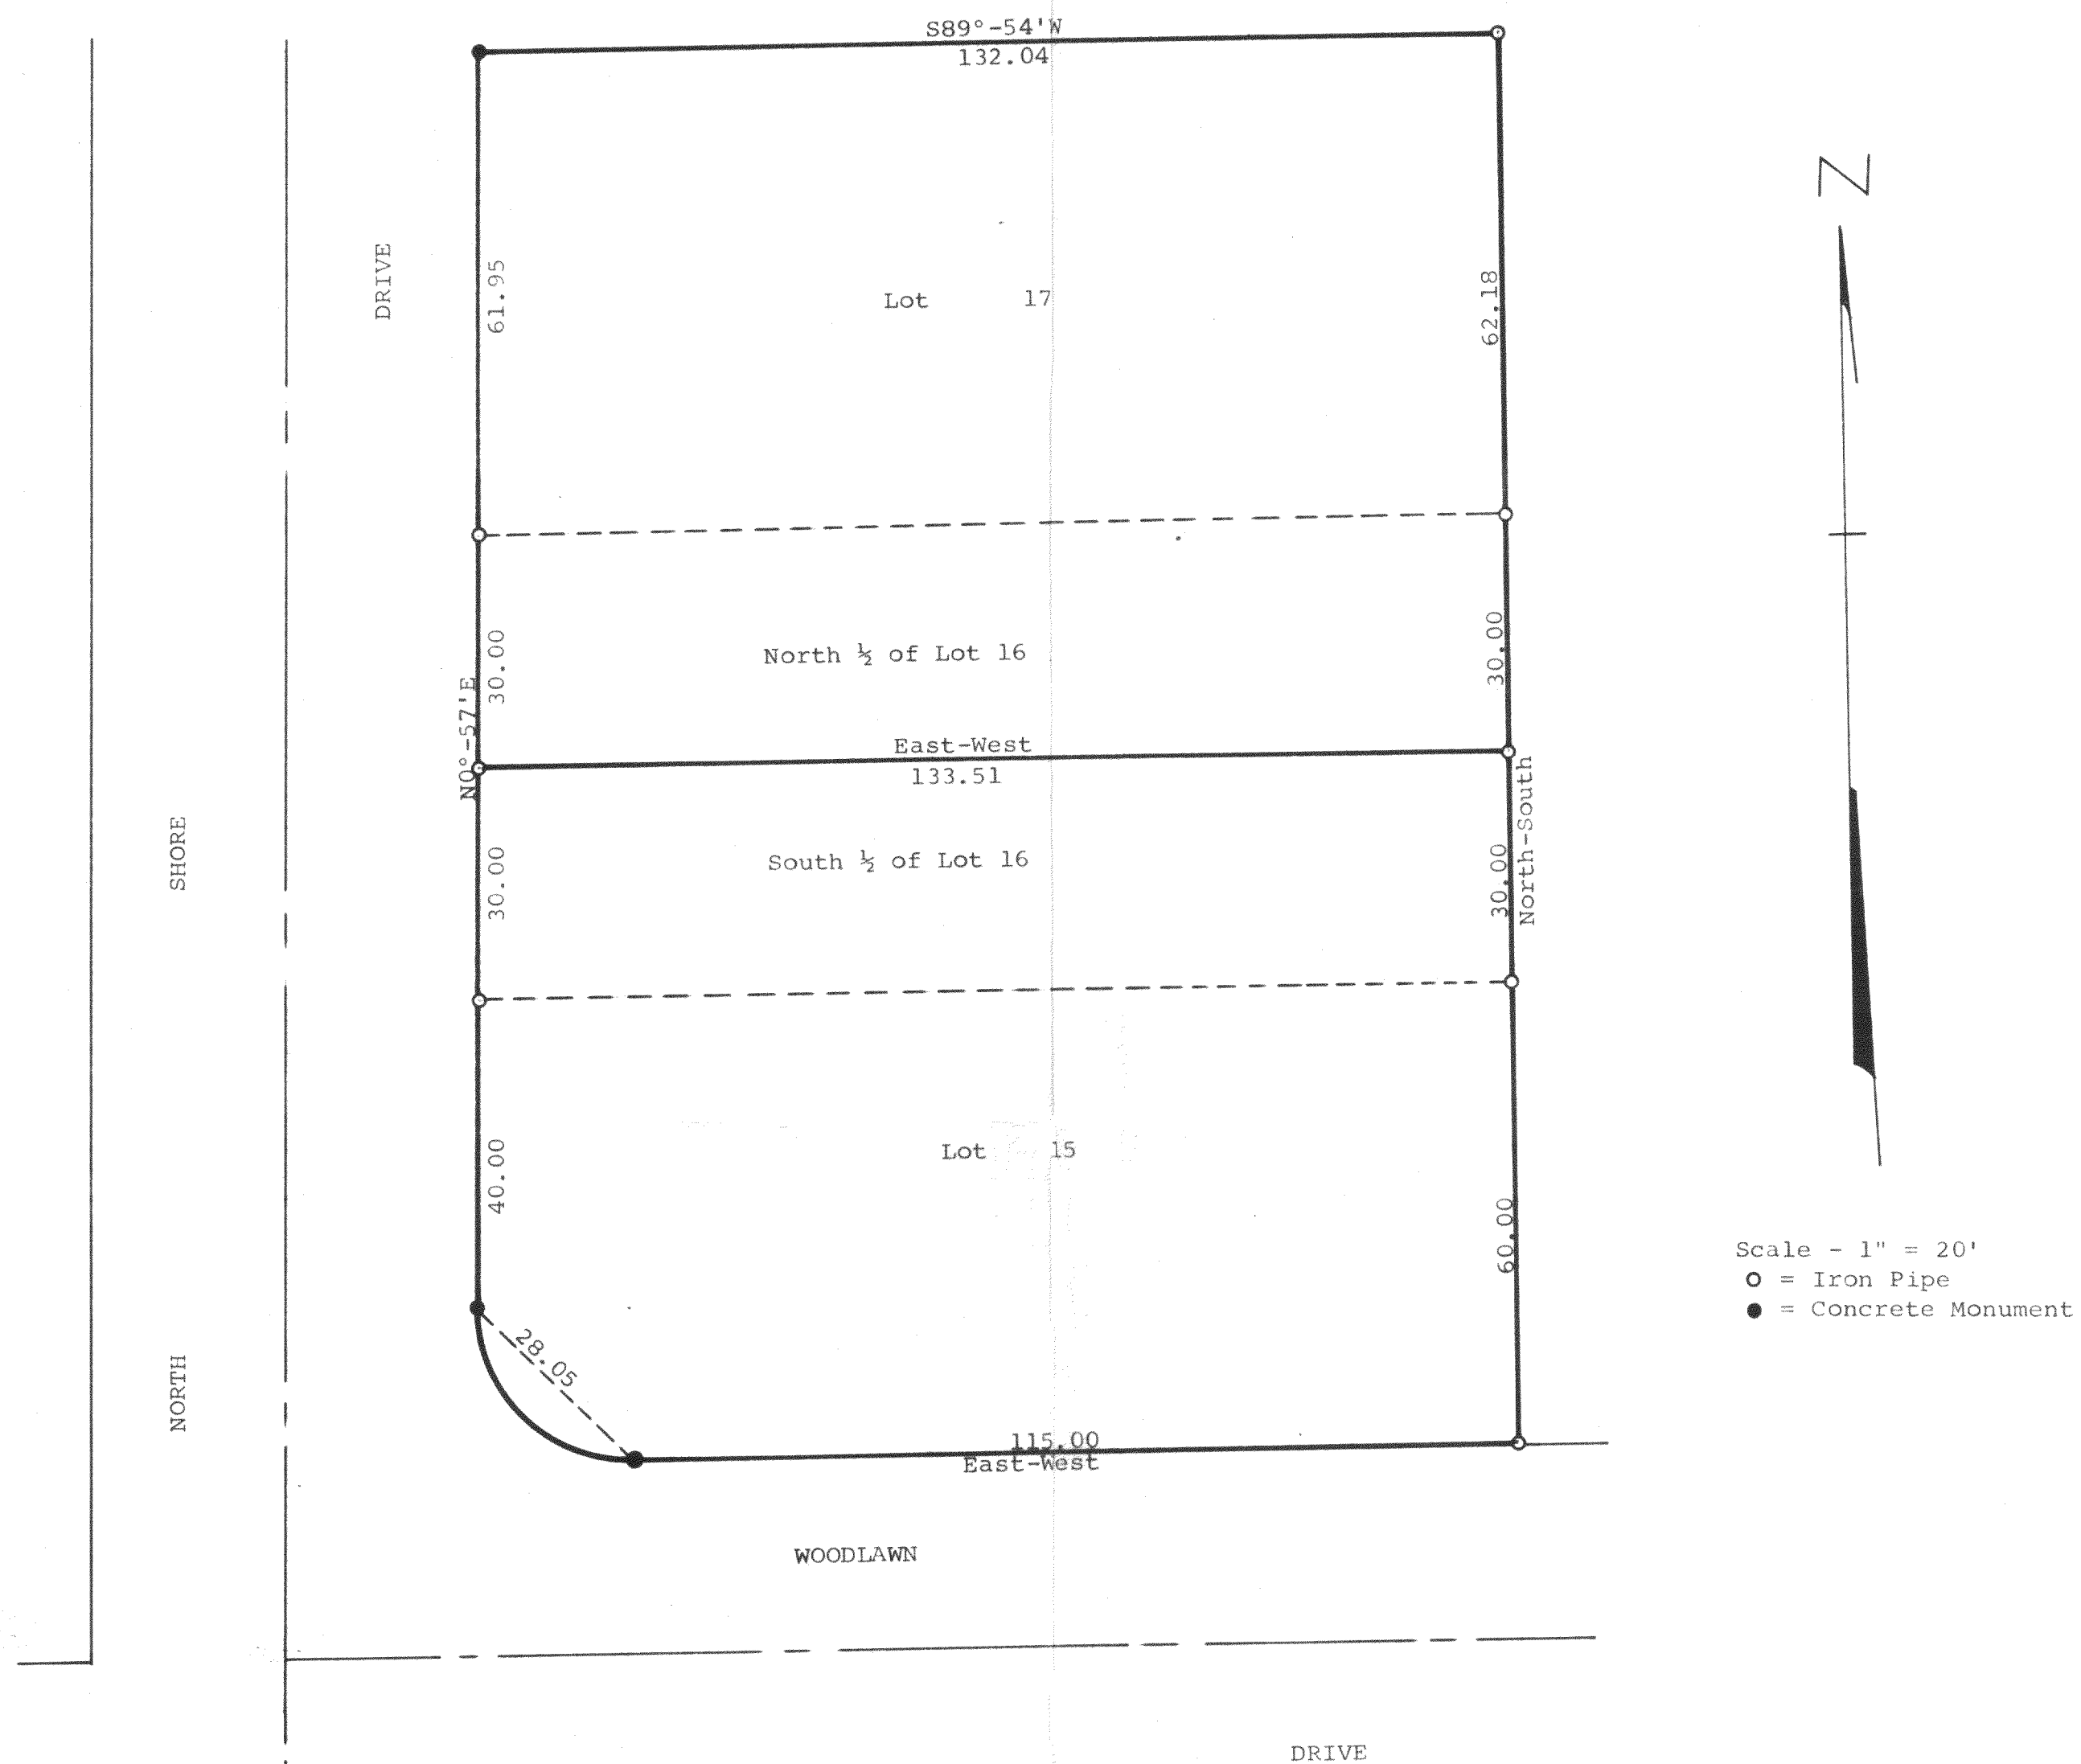 S89°-54'W
132.04
N
DRIVE
61.95
Lot 17
62.18
30.00
North ½ of Lot 16
30.00
N0°-57'E
East-West
133.51
North-South
SHORE
30.00
South ½ of Lot 16
30.00
40.00
Lot 15
60.00
Scale - 1" = 20'
= Iron Pipe
= Concrete Monument
28.05
NORTH
115.00
East-West
WOODLAWN
DRIVE